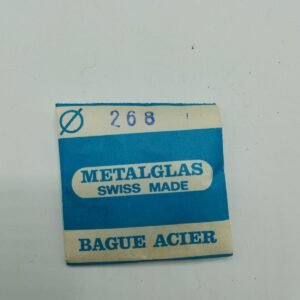 Ø 268
METALGLAS
SWISS MADE
BAGUE ACIER